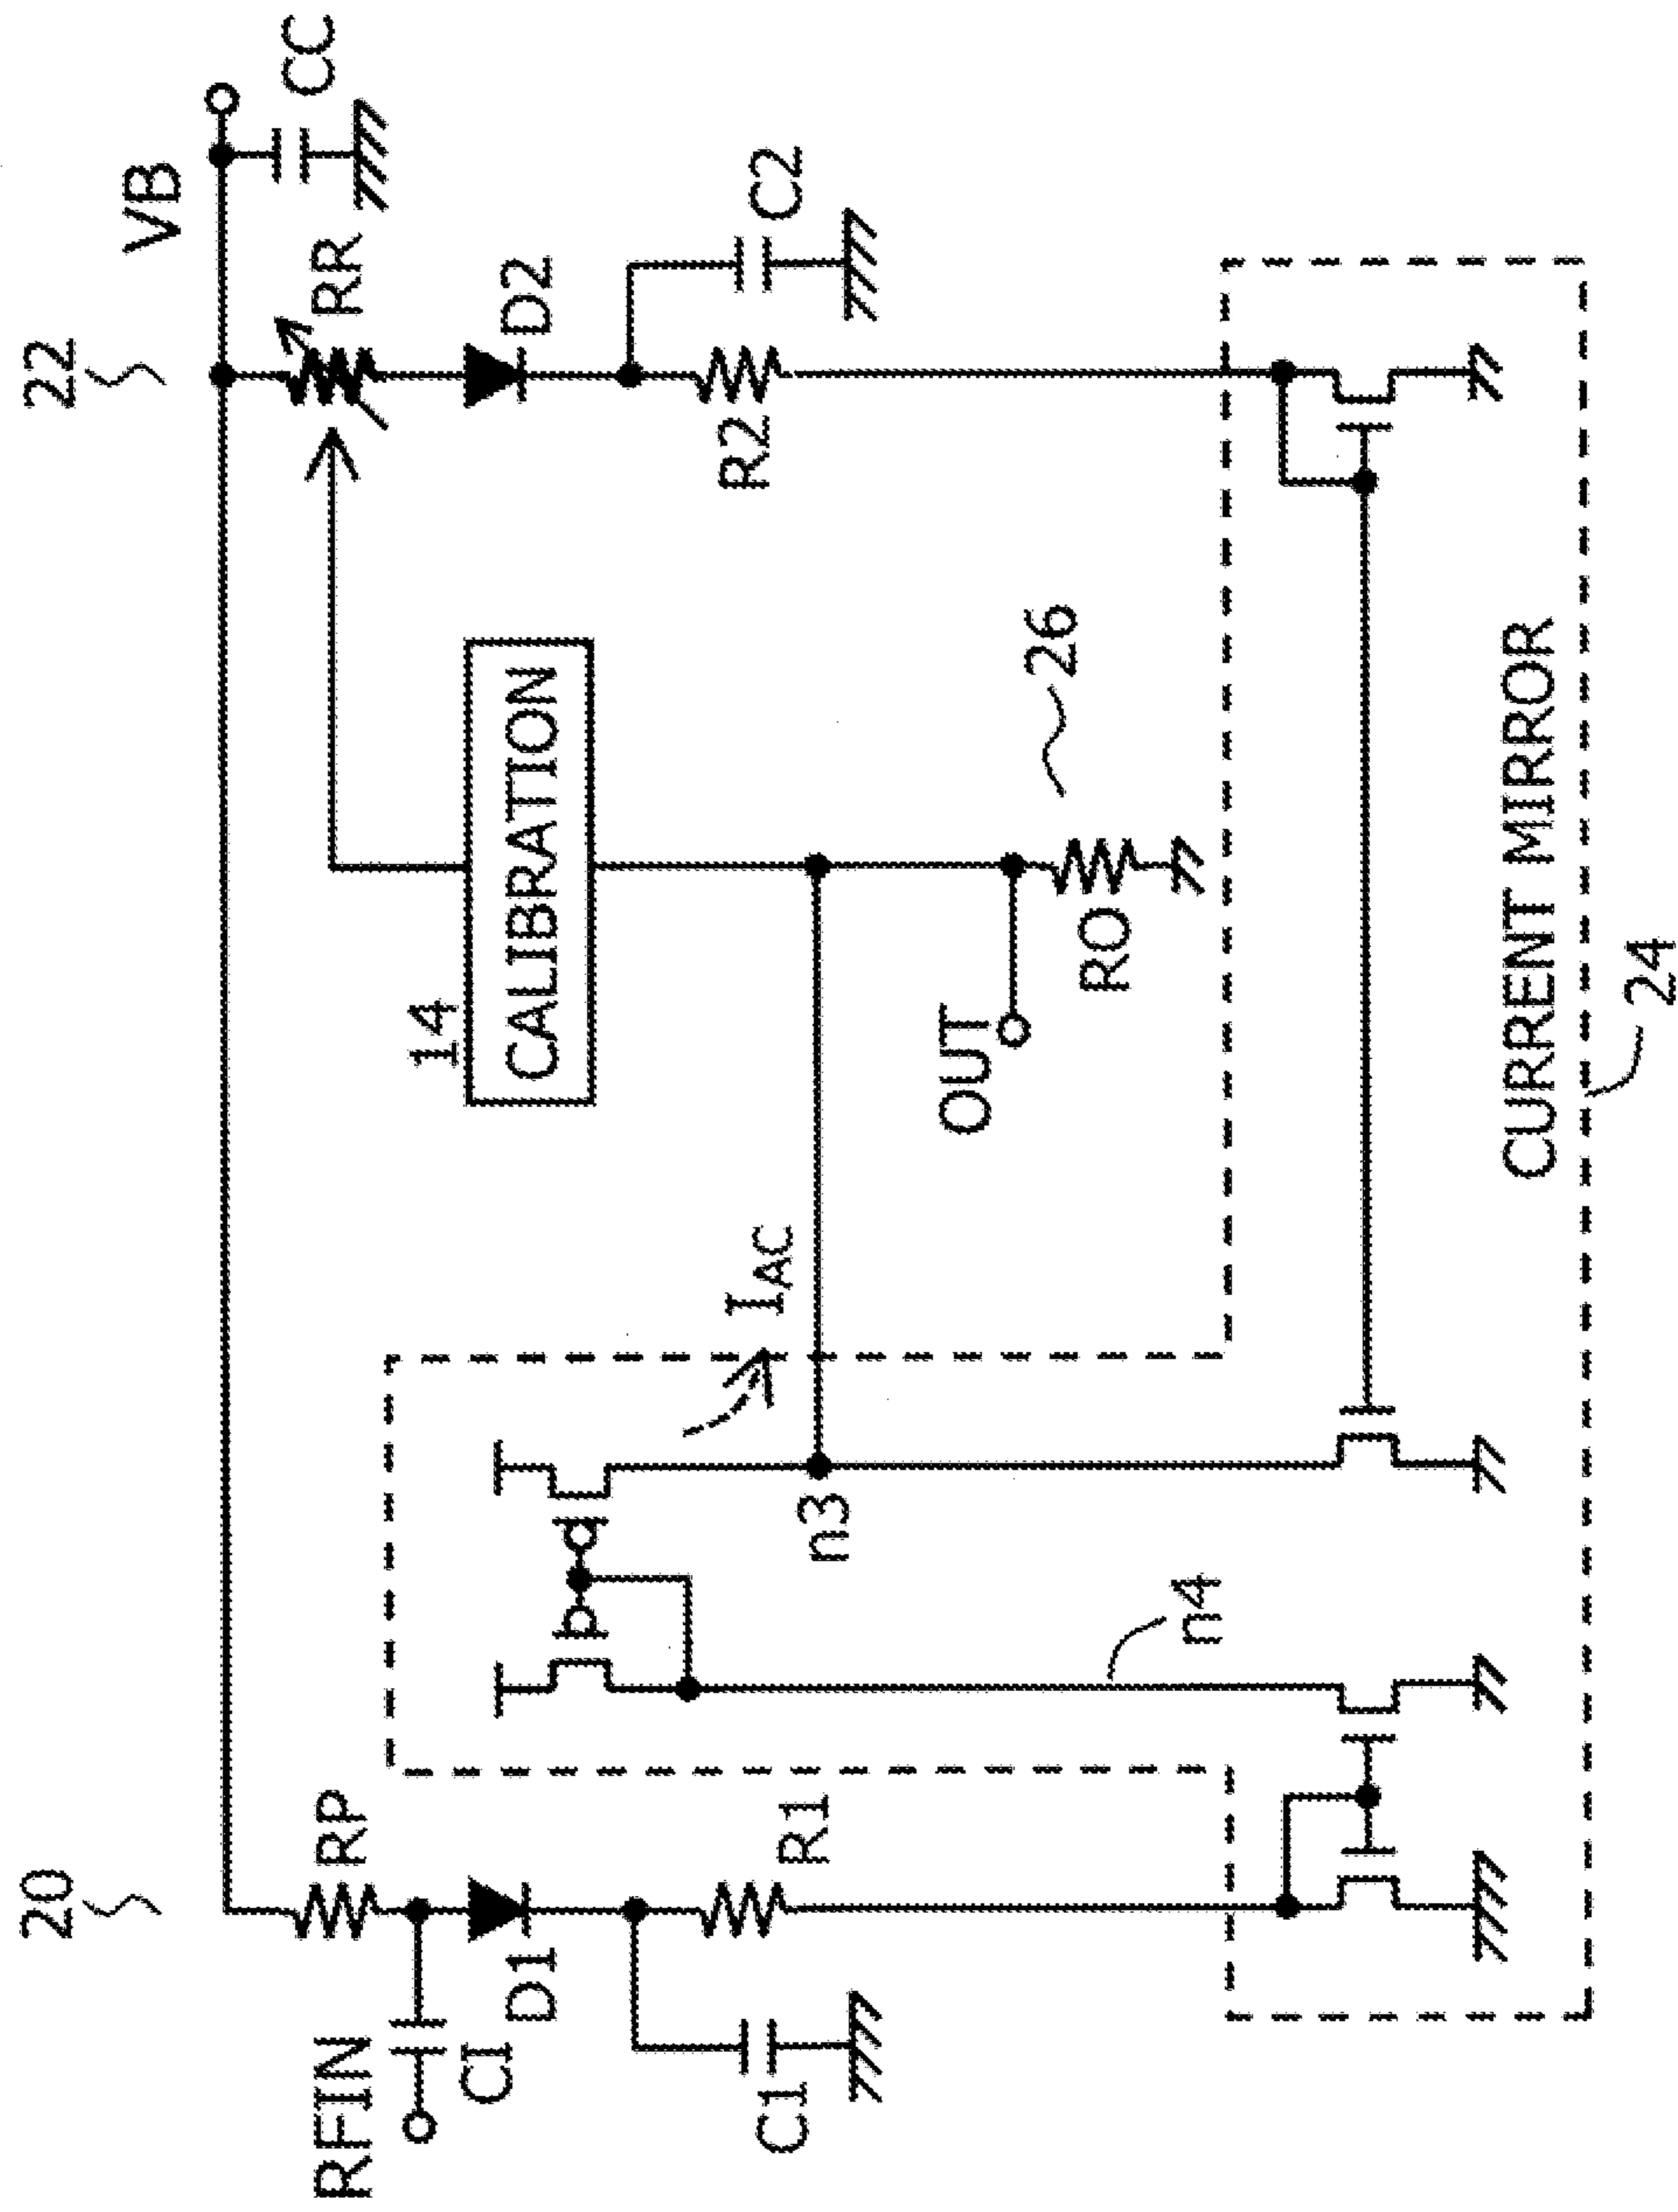 20
22
VB
RFIN
RP
RR
CC
CI
14
CALIBRATION
D1
D2
C1
R1
IAC
R2
C2
n3
OUT
RO
26
n4
CURRENT MIRROR
24